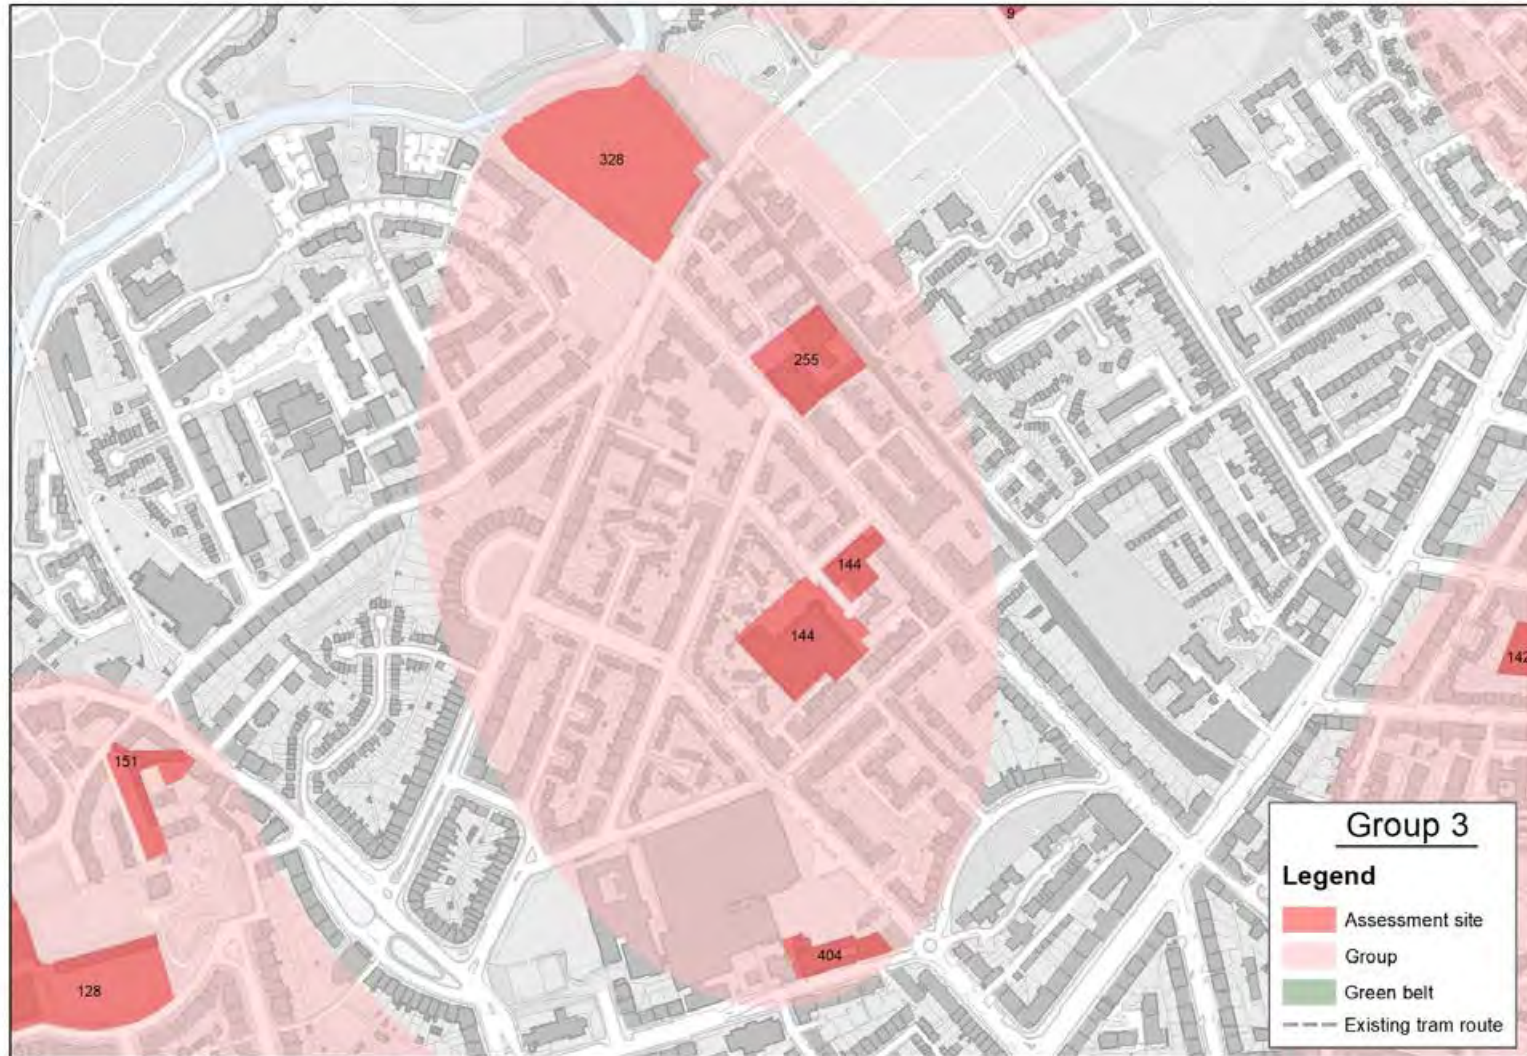 9
328
255
144
144
142
151
404
128
Group 3
Legend
Assessment site
Group
Green belt
Existing tram route